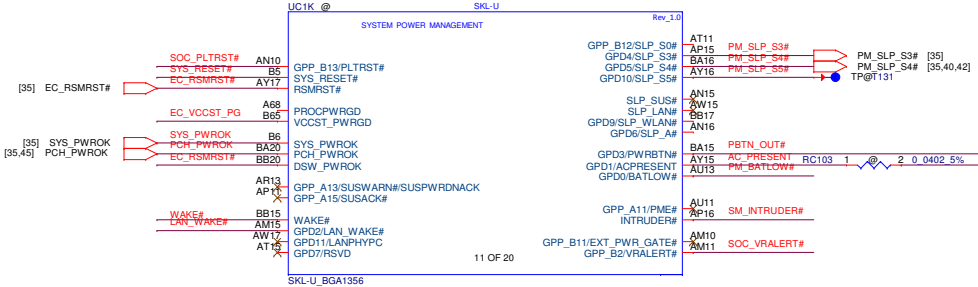 UC1K @ SKL-U
Rev_1.0
SYSTEM POWER MANAGEMENT
AT11
GPP_B12/SLP_S0#
SOC_PLTRST# AN10 GPP_B13/PLTRST# GPD4/SLP_S3# AP15 PM_SLP_S3# PM_SLP_S3# [35]
SYS_RESET# B5 SYS_RESET# GPD5/SLP_S4# BA16 PM_SLP_S4# PM_SLP_S4# [35,40,42]
[35] EC_RSMRST# EC_RSMRST# AY17 RSMRST# GPD10/SLP_S5# AY16 PM_SLP_S5# TP@T131
SLP_SUS# AN15
A68 PROCPWRGD SLP_LAN# AW15
EC_VCCST_PG B65 VCCST_PWRGD GPD9/SLP_WLAN# BB17
GPD6/SLP_A# AN16
[35] SYS_PWROK SYS_PWROK B6 SYS_PWROK
[35,45] PCH_PWROK PCH_PWROK BA20 PCH_PWROK GPD3/PWRBTN# BA15 PBTN_OUT#
EC_RSMRST# BB20 DSW_PWROK GPD1/ACPRESENT AY15 AC_PRESENT RC103 1 @ 2 0_0402_5%
GPD0/BATLOW# AU13 PM_BATLOW#
AR13 GPP_A13/SUSWARN#/SUSPWRDNACK
AP11 GPP_A15/SUSACK#
GPP_A11/PME# AU11
WAKE# BB15 WAKE# INTRUDER# AP16 SM_INTRUDER#
LAN_WAKE# AM15 GPD2/LAN_WAKE#
AW17 GPD11/LANPHYPC GPP_B11/EXT_PWR_GATE# AM10
AT15 GPD7/RSVD GPP_B2/VRALERT# AM11 SOC_VRALERT#
11 OF 20
SKL-U_BGA1356